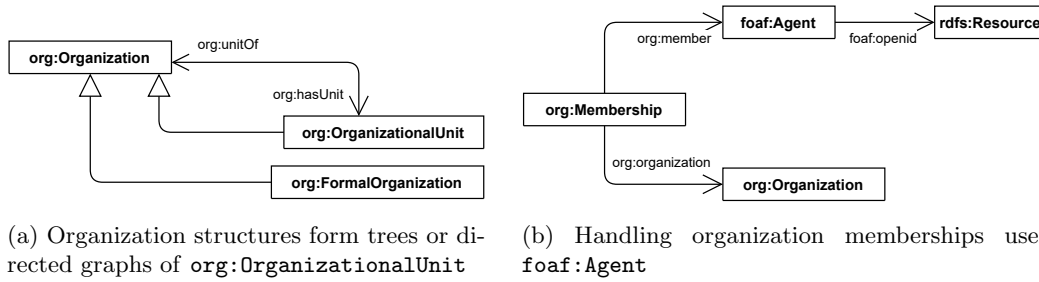 org:Organization
org:unitOf
org:hasUnit
org:OrganizationalUnit
org:FormalOrganization
(a) Organization structures form trees or di-
rected graphs of org:OrganizationalUnit
foaf:Agent
rdfs:Resource
org:member
foaf:openid
org:Membership
org:organization
org:Organization
(b) Handling organization memberships use
foaf:Agent